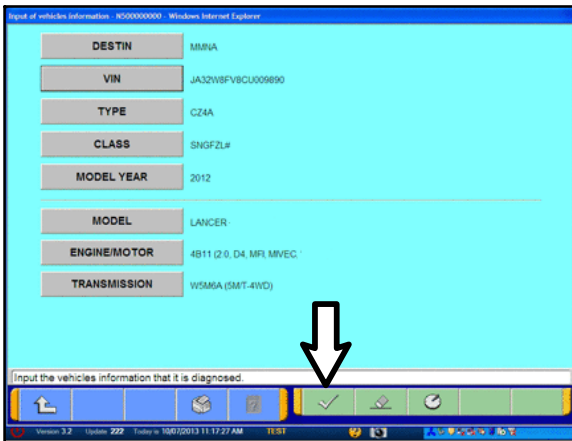 Input of vehicles information - N500000000 - Windows Internet Explorer
DESTIN MMNA
VIN JA32W8FV8CU009890
TYPE CZ4A
CLASS SNGFZL#
MODEL YEAR 2012
MODEL LANCER
ENGINE/MOTOR 4B11 (2.0, D4, MFI, MIVEC,
TRANSMISSION W5M6A (5M/T-4WD)
Input the vehicles information that it is diagnosed.
Version 3.2 Update 222 Today is 10/07/2013 11:17:27 AM TEST